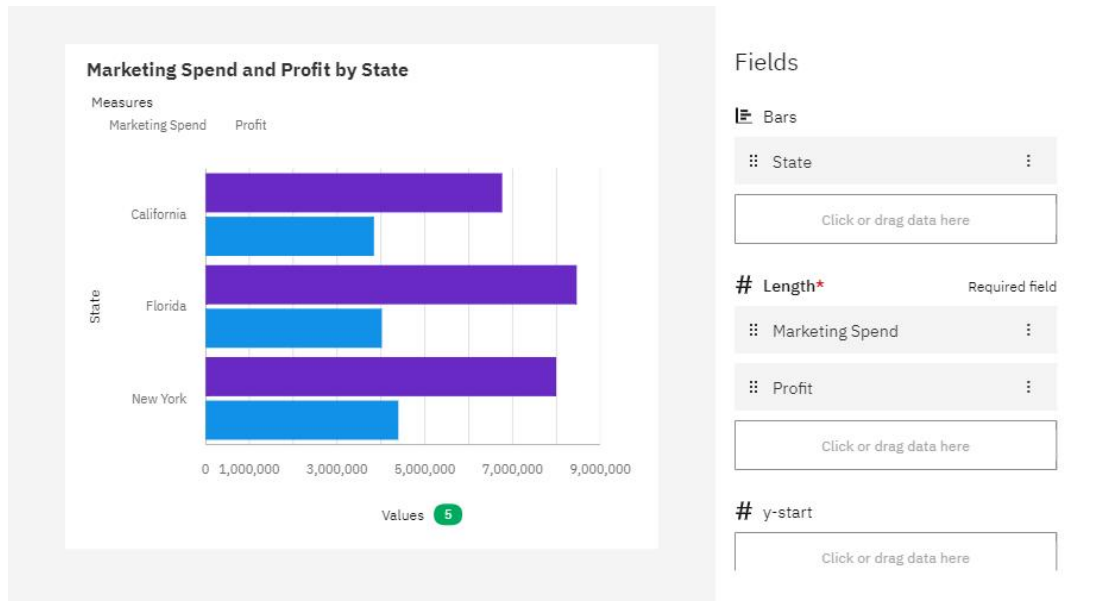 Marketing Spend and Profit by State
Measures
Marketing Spend Profit
State
California
Florida
New York
0 1,000,000 3,000,000 5,000,000 7,000,000 9,000,000
Values 5
Fields
Bars
State
Click or drag data here
# Length* Required field
Marketing Spend
Profit
Click or drag data here
# y-start
Click or drag data here